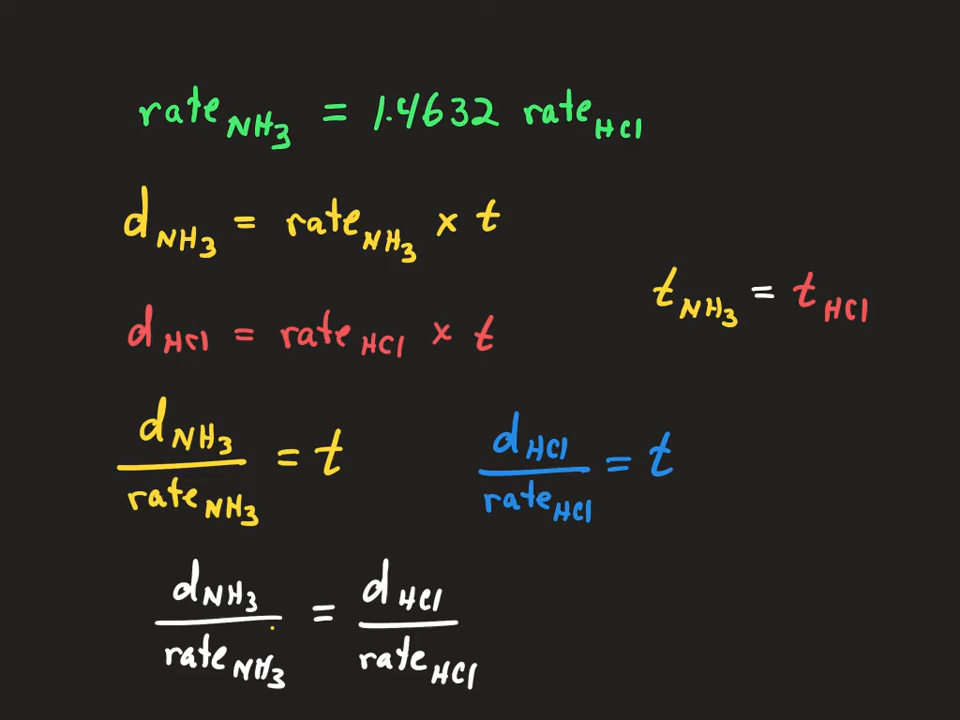 rate NH3 = 1.4632 rate HCl
d NH3 = rate NH3 × t
t NH3 = t HCl
d HCl = rate HCl × t
d NH3 / rate NH3 = t
d HCl / rate HCl = t
d NH3 / rate NH3 = d HCl / rate HCl